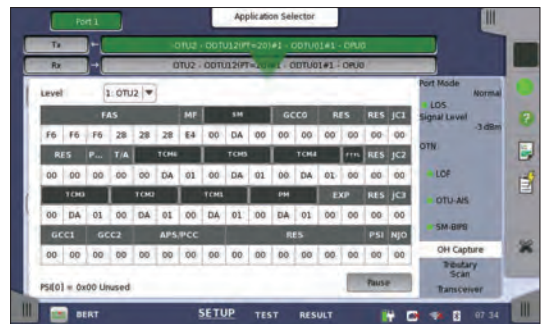 Port 1
Application Selector
Tx
OTU2 - ODTU12(PT=20)#1 - ODTU01#1 - OPU0
Rx
OTU2 - ODTU12(PT=20)#1 - ODTU01#1 - OPU0
Level
1: OTU2
FAS MF SM GCC0 RES RES JC1
F6 F6 F6 28 28 28 E4 00 DA 00 00 00 00 00 00 00
RES P... T/A TCM6 TCM5 TCM4 FTFL RES JC2
00 00 00 00 DA 01 00 DA 01 00 DA 01 00 00 00
TCM3 TCM2 TCM1 PM EXP RES JC3
00 DA 01 00 DA 01 00 DA 01 00 DA 01 00 00 00 00
GCC1 GCC2 APS/PCC RES PSI NJO
00 00 00 00 00 00 00 00 00 00 00 00 00 00 00 00
PSI[0] = 0x00 Unused
Pause
Port Mode
Normal
LOS
Signal Level
-3 dBm
OTN
LOF
OTU-AIS
SM-BIP8
OH Capture
Tributary
Scan
Transceiver
BERT
SETUP
TEST
RESULT
07:34